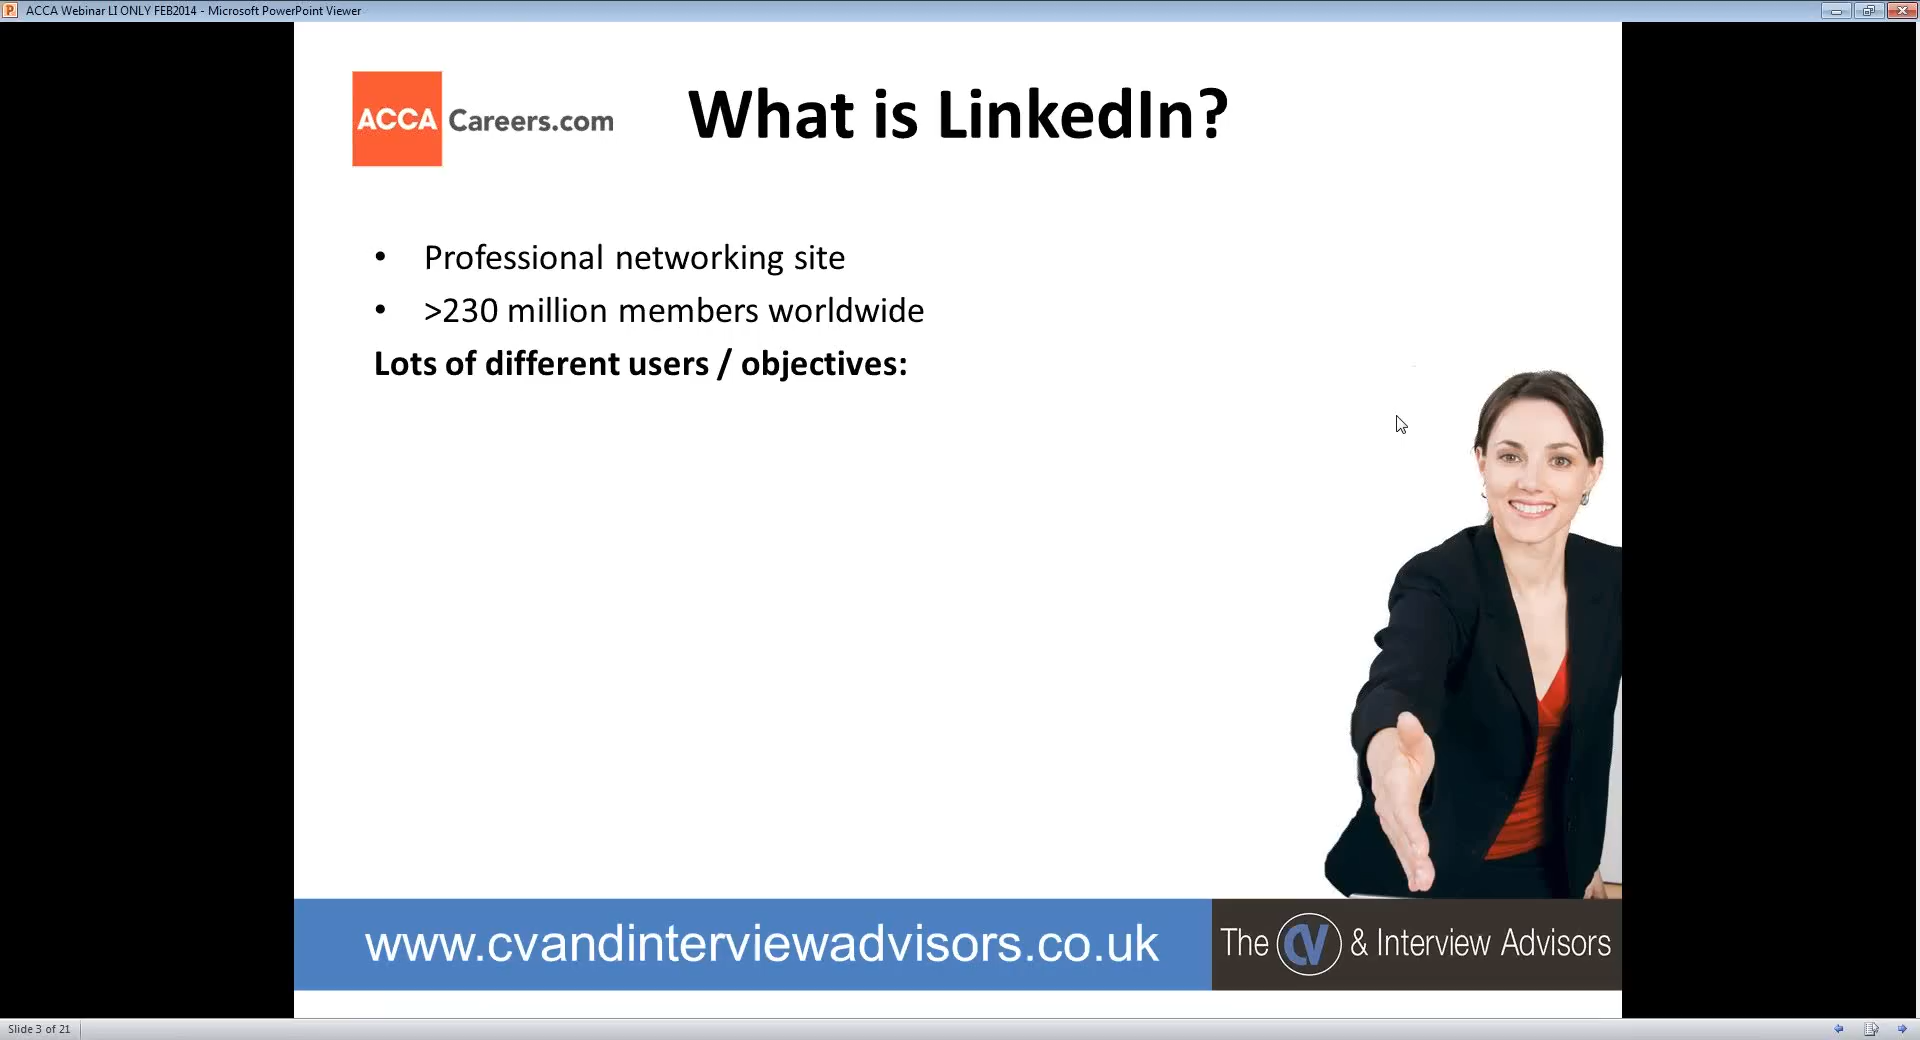 ACCA Webinar LI ONLY FEB2014 - Microsoft PowerPoint Viewer
ACCA Careers.com
What is LinkedIn?
• Professional networking site
• >230 million members worldwide
Lots of different users / objectives:
www.cvandinterviewadvisors.co.uk
The CV & Interview Advisors
Slide 3 of 21